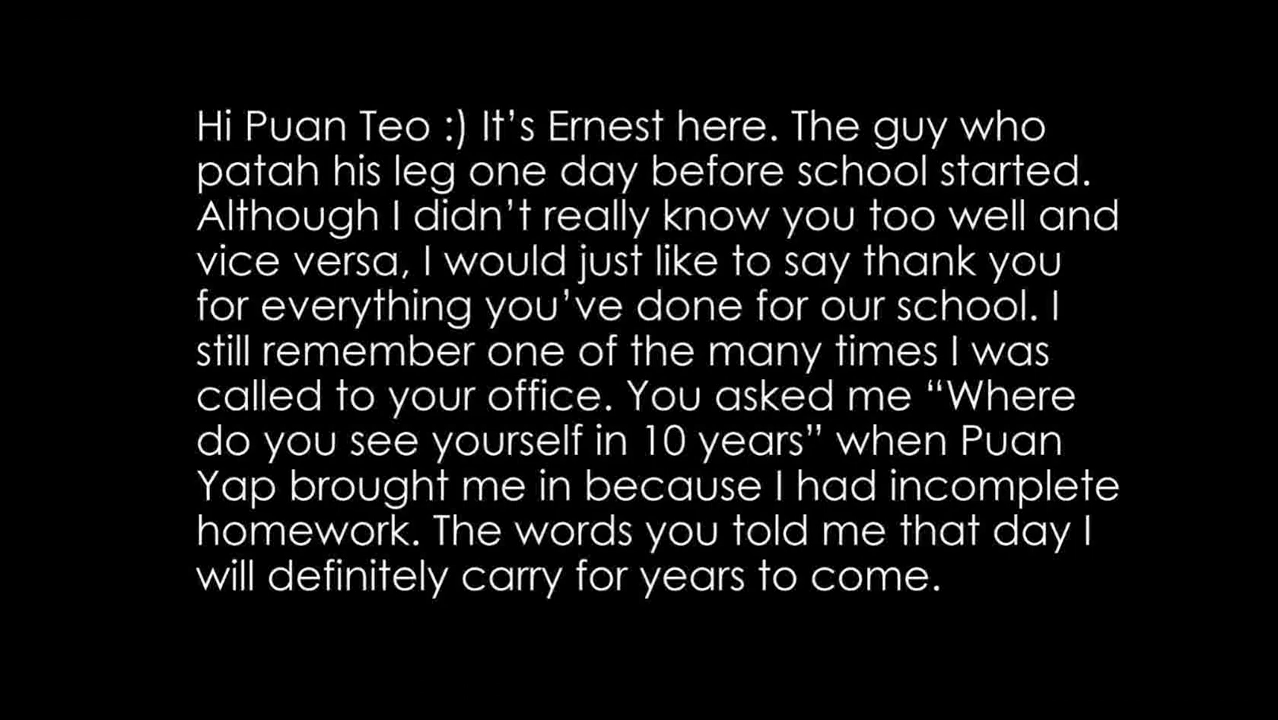 Hi Puan Teo :) It’s Ernest here. The guy who
patah his leg one day before school started.
Although I didn’t really know you too well and
vice versa, I would just like to say thank you
for everything you’ve done for our school. I
still remember one of the many times I was
called to your office. You asked me “Where
do you see yourself in 10 years” when Puan
Yap brought me in because I had incomplete
homework. The words you told me that day I
will definitely carry for years to come.